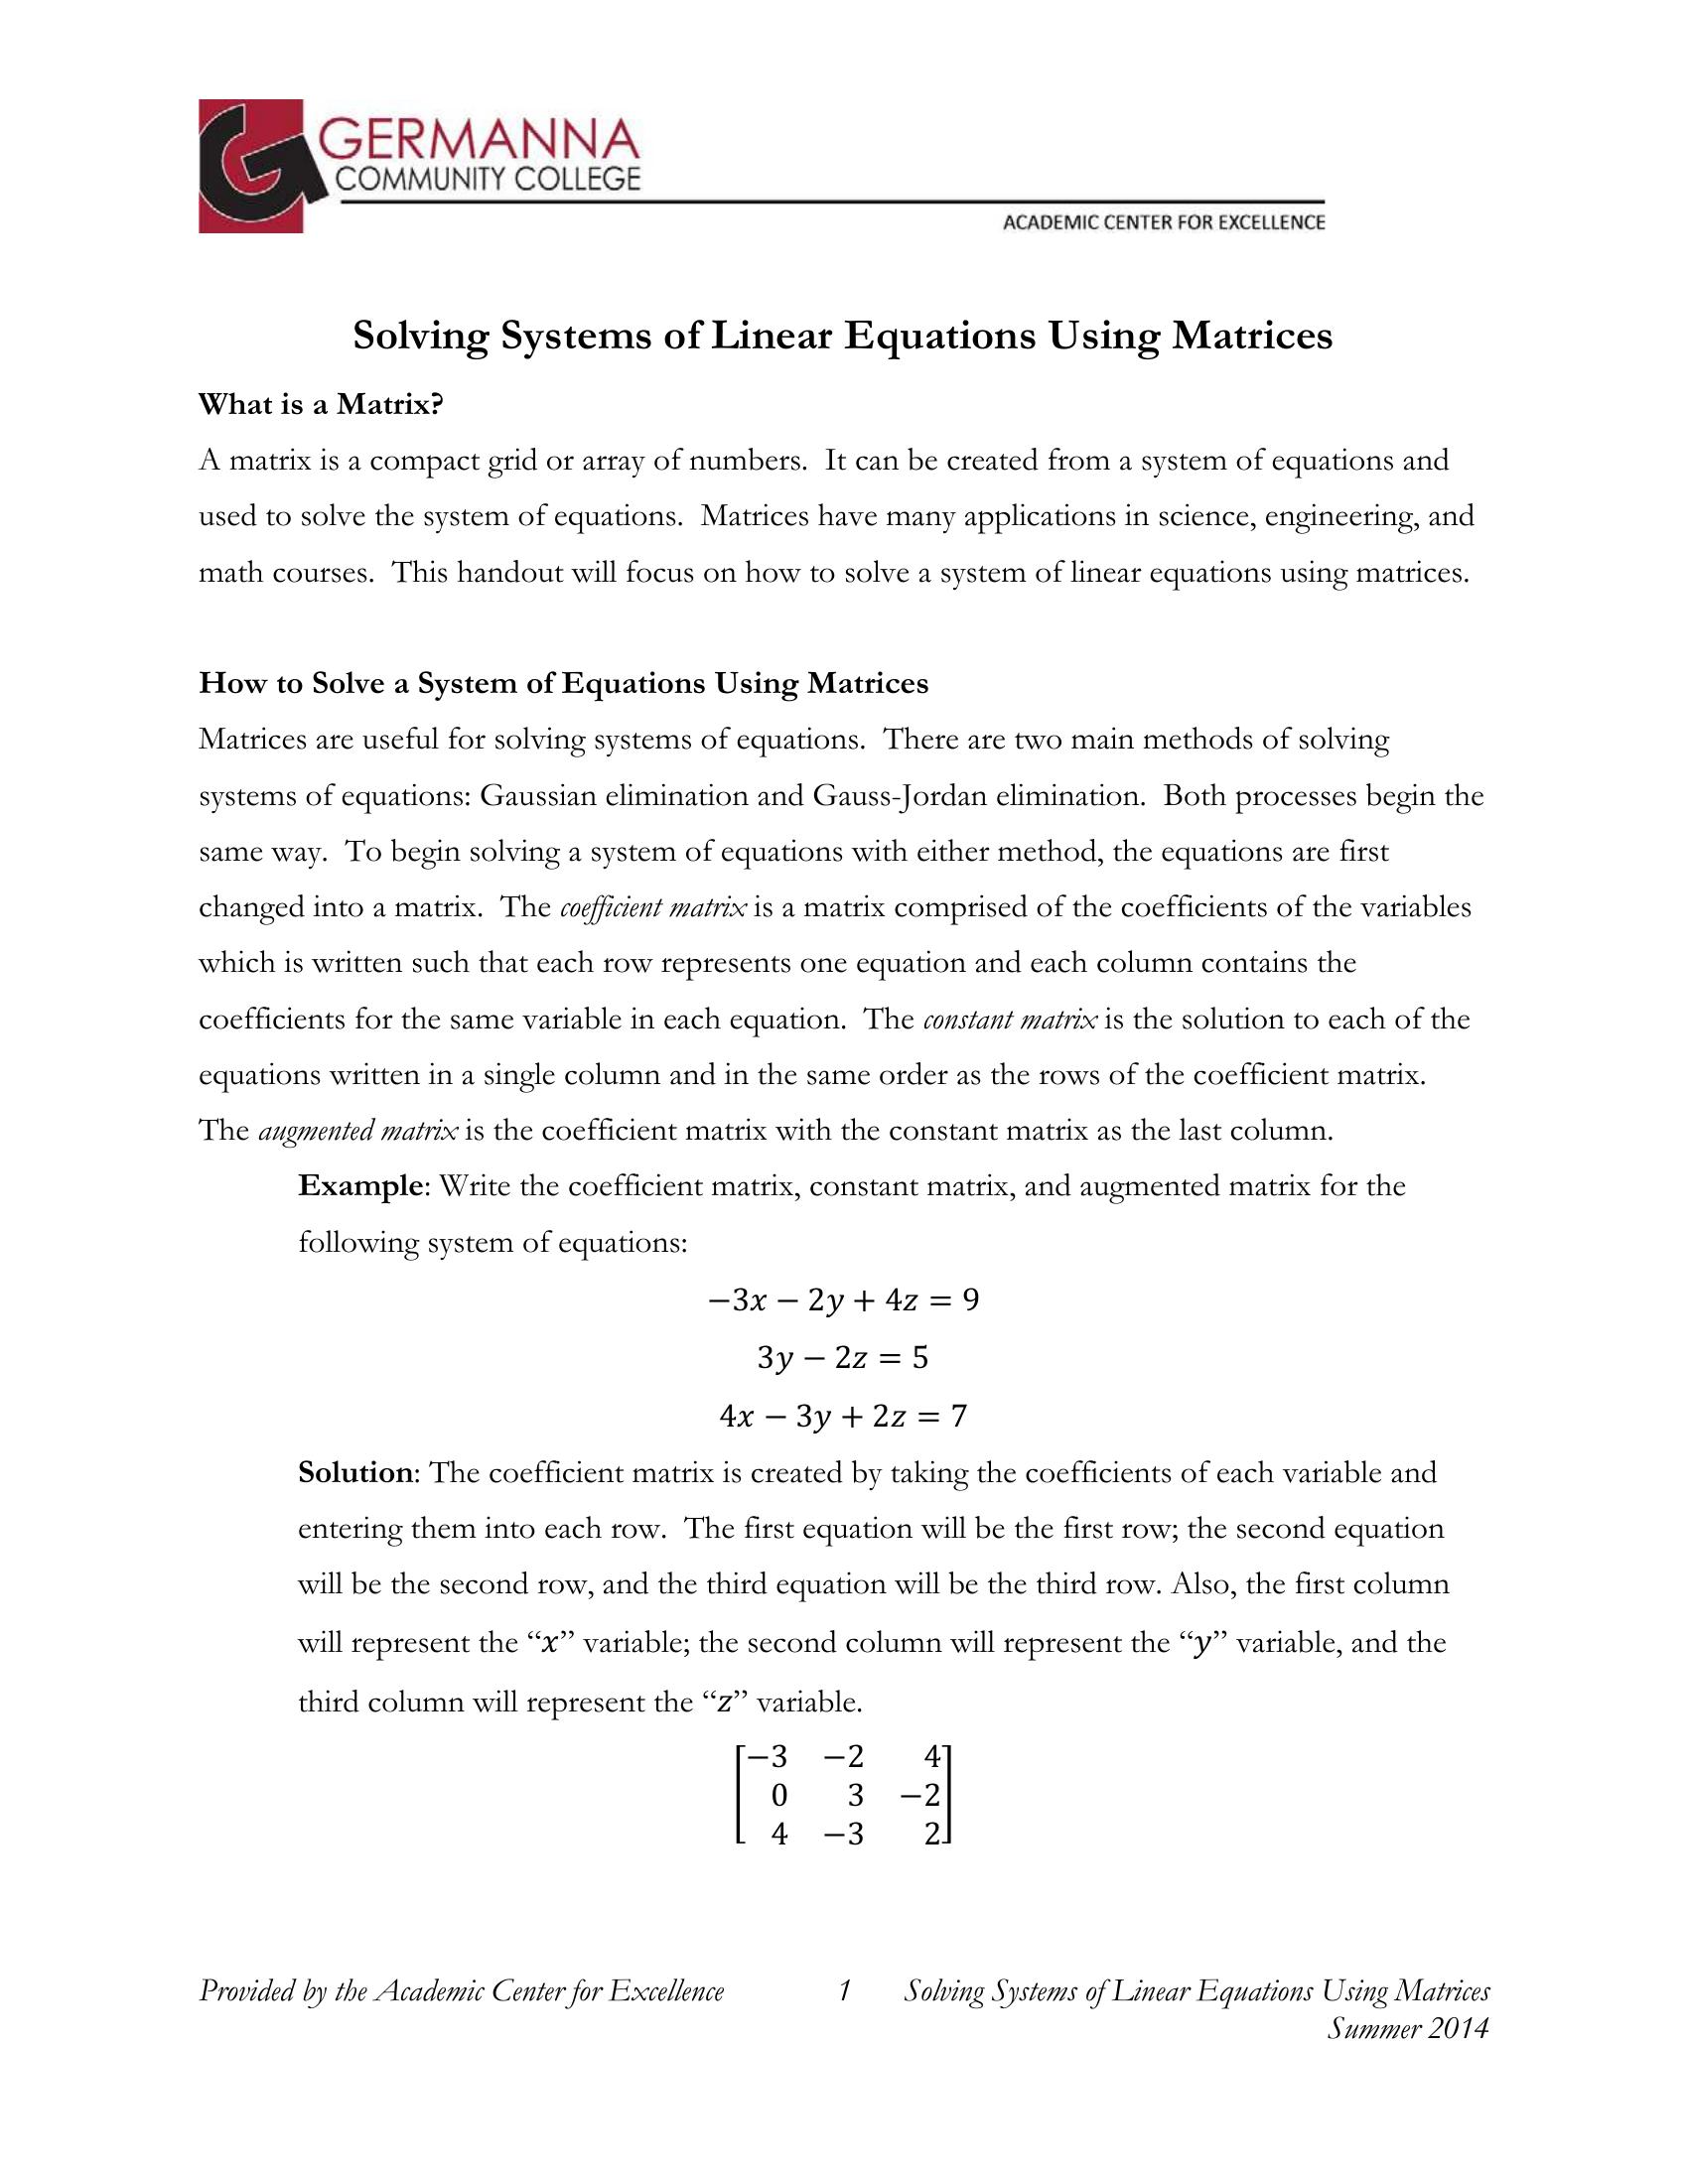 GERMANNA
COMMUNITY COLLEGE
ACADEMIC CENTER FOR EXCELLENCE
Solving Systems of Linear Equations Using Matrices
What is a Matrix?
A matrix is a compact grid or array of numbers.  It can be created from a system of equations and
used to solve the system of equations.  Matrices have many applications in science, engineering, and
math courses.  This handout will focus on how to solve a system of linear equations using matrices.
How to Solve a System of Equations Using Matrices
Matrices are useful for solving systems of equations.  There are two main methods of solving
systems of equations: Gaussian elimination and Gauss-Jordan elimination.  Both processes begin the
same way.  To begin solving a system of equations with either method, the equations are first
changed into a matrix.  The coefficient matrix is a matrix comprised of the coefficients of the variables
which is written such that each row represents one equation and each column contains the
coefficients for the same variable in each equation.  The constant matrix is the solution to each of the
equations written in a single column and in the same order as the rows of the coefficient matrix.
The augmented matrix is the coefficient matrix with the constant matrix as the last column.
Example: Write the coefficient matrix, constant matrix, and augmented matrix for the
following system of equations:
−3x − 2y + 4z = 9
3y − 2z = 5
4x − 3y + 2z = 7
Solution: The coefficient matrix is created by taking the coefficients of each variable and
entering them into each row.  The first equation will be the first row; the second equation
will be the second row, and the third equation will be the third row. Also, the first column
will represent the “x” variable; the second column will represent the “y” variable, and the
third column will represent the “z” variable.
[−3 −2 4]
[0 3 −2]
[4 −3 2]
Provided by the Academic Center for Excellence 1 Solving Systems of Linear Equations Using Matrices
Summer 2014